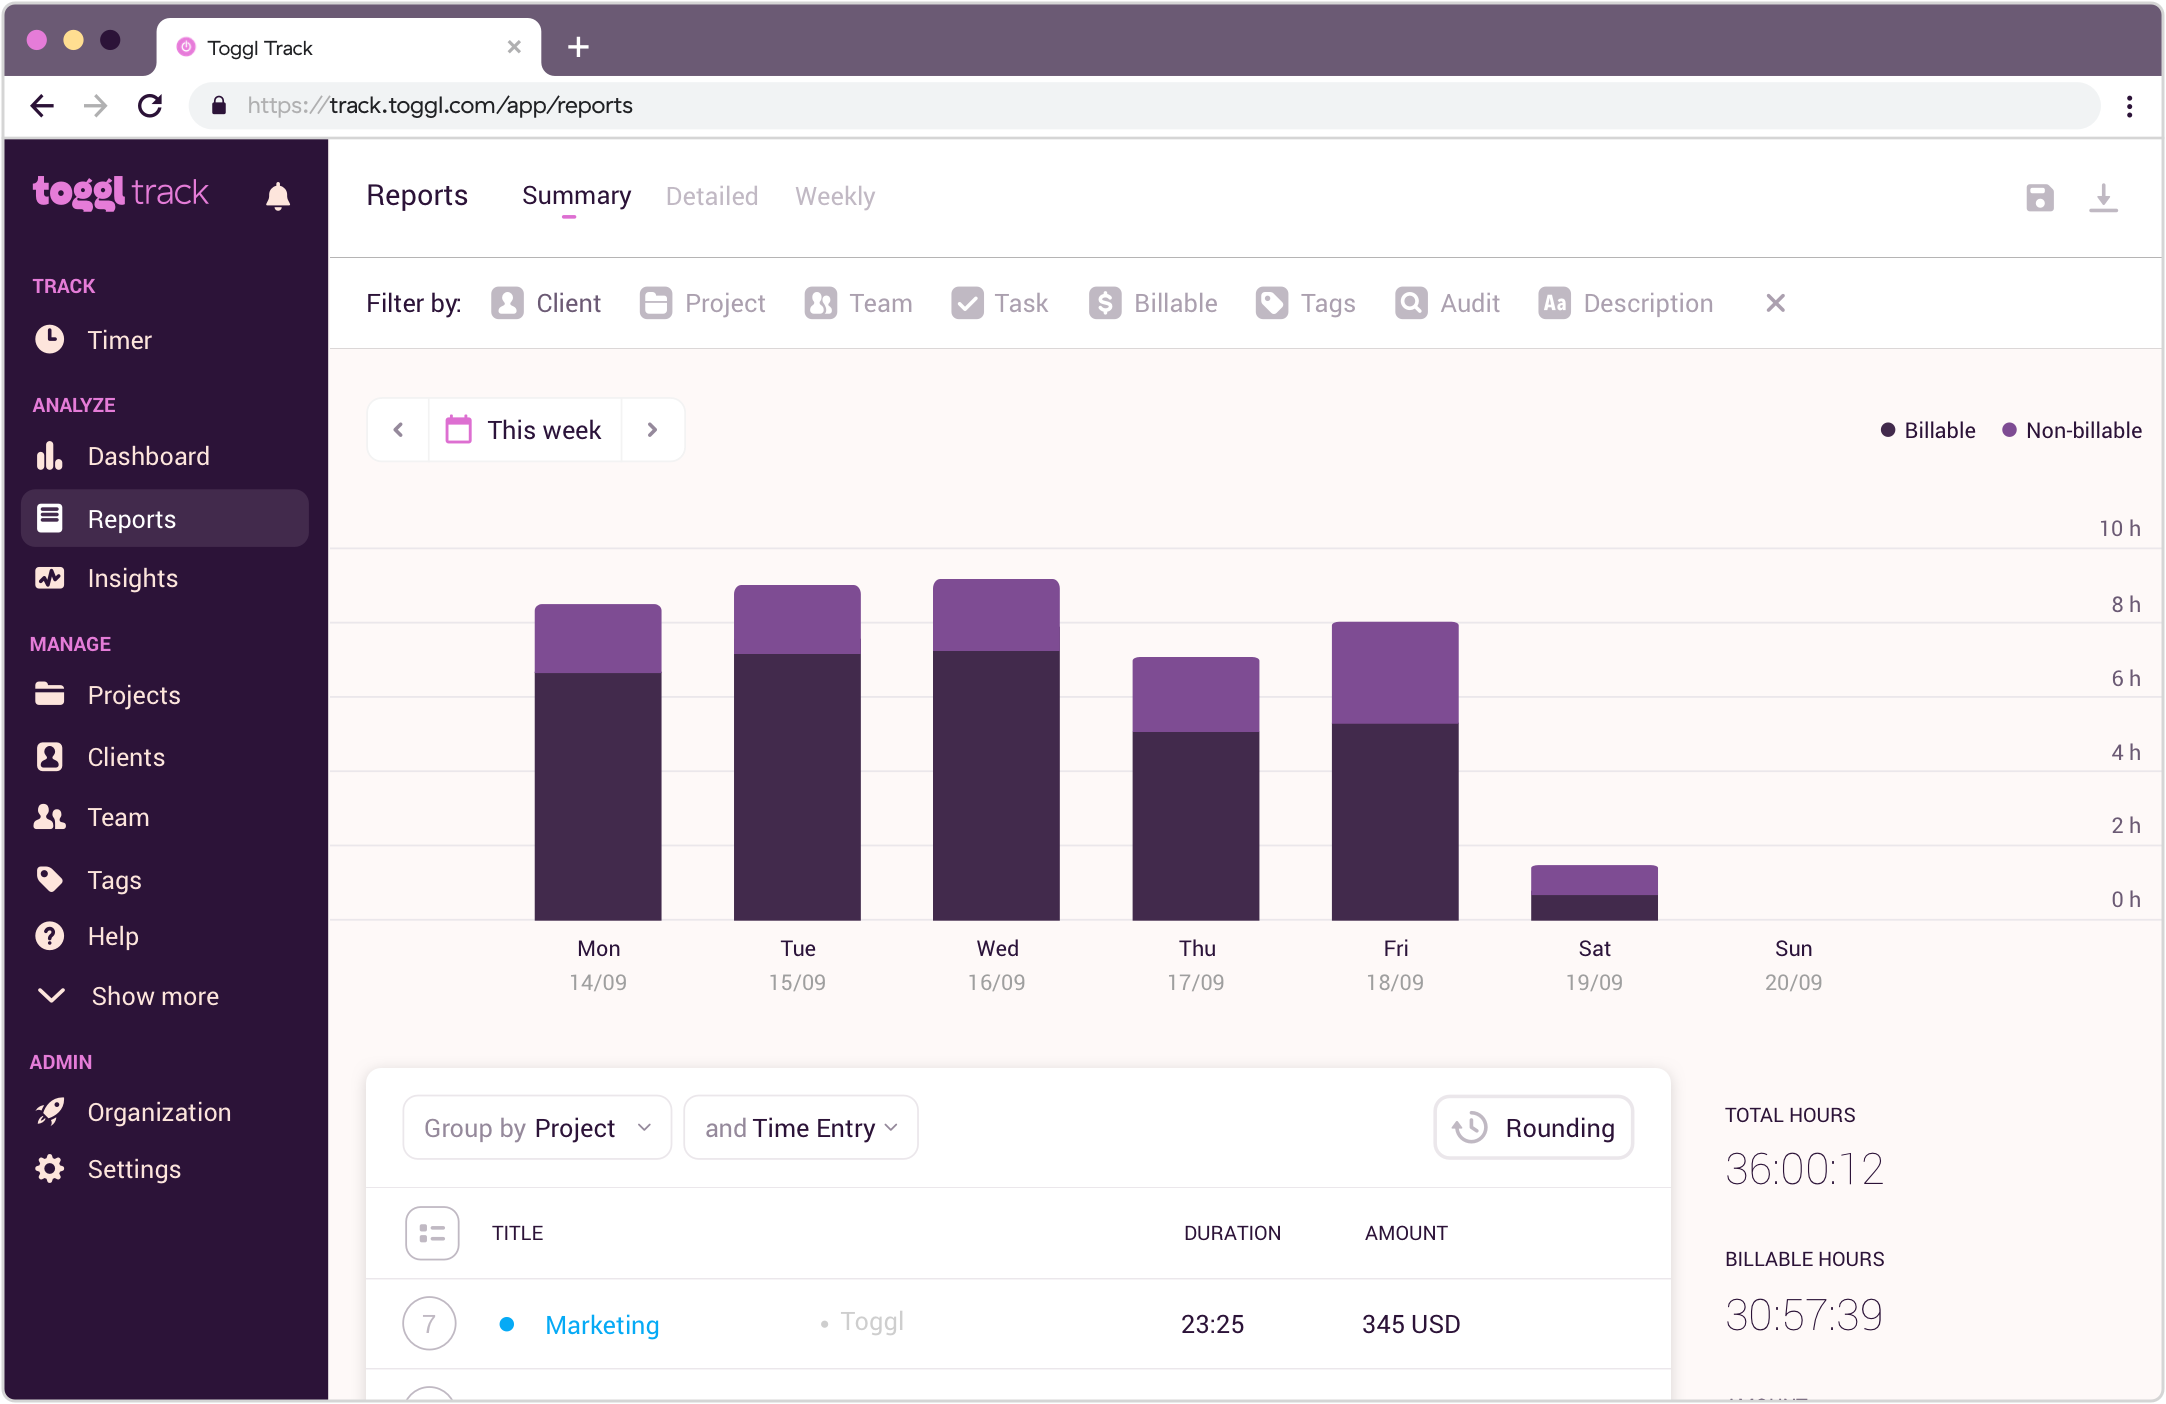 Toggl Track
https://track.toggl.com/app/reports
toggl track
TRACK
Timer
ANALYZE
Dashboard
Reports
Insights
MANAGE
Projects
Clients
Team
Tags
Help
Show more
ADMIN
Organization
Settings
Reports Summary Detailed Weekly
Filter by: Client Project Team Task $ Billable Tags Audit Aa Description
This week
Billable Non-billable
10 h
8 h
6 h
4 h
2 h
0 h
Mon Tue Wed Thu Fri Sat Sun
14/09 15/09 16/09 17/09 18/09 19/09 20/09
Group by Project and Time Entry Rounding
TITLE DURATION AMOUNT
7 Marketing • Toggl 23:25 345 USD
TOTAL HOURS
36:00:12
BILLABLE HOURS
30:57:39